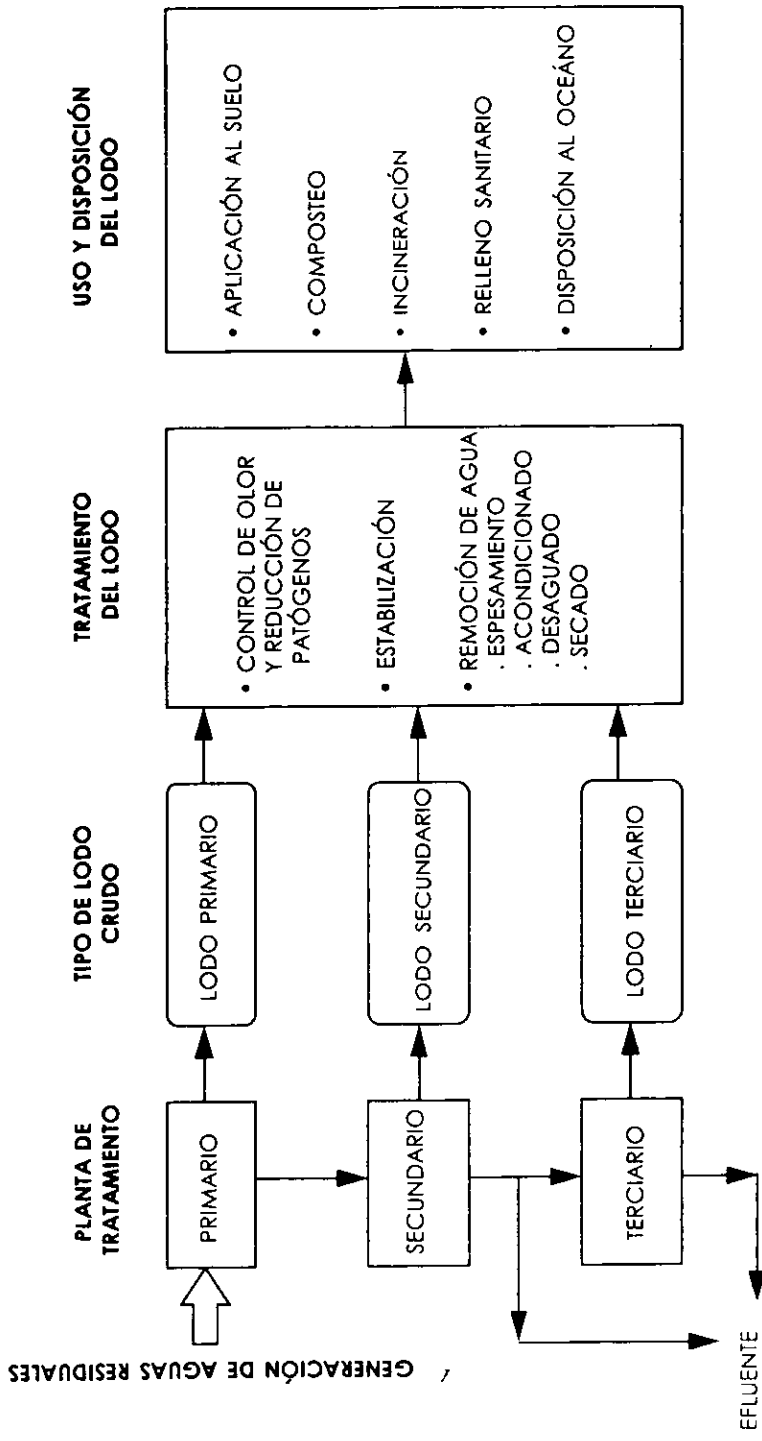 GENERACIÓN DE AGUAS RESIDUALES
PLANTA DE
TRATAMIENTO
PRIMARIO
SECUNDARIO
TERCIARIO
EFLUENTE
TIPO DE LODO
CRUDO
LODO PRIMARIO
LODO SECUNDARIO
LODO TERCIARIO
TRATAMIENTO
DEL LODO
• CONTROL DE OLOR
Y REDUCCIÓN DE
PATÓGENOS
• ESTABILIZACIÓN
• REMOCIÓN DE AGUA
. ESPESAMIENTO
. ACONDICIONADO
. DESAGUADO
. SECADO
USO Y DISPOSICIÓN
DEL LODO
• APLICACIÓN AL SUELO
• COMPOSTEO
• INCINERACIÓN
• RELLENO SANITARIO
• DISPOSICIÓN AL OCEÁNO